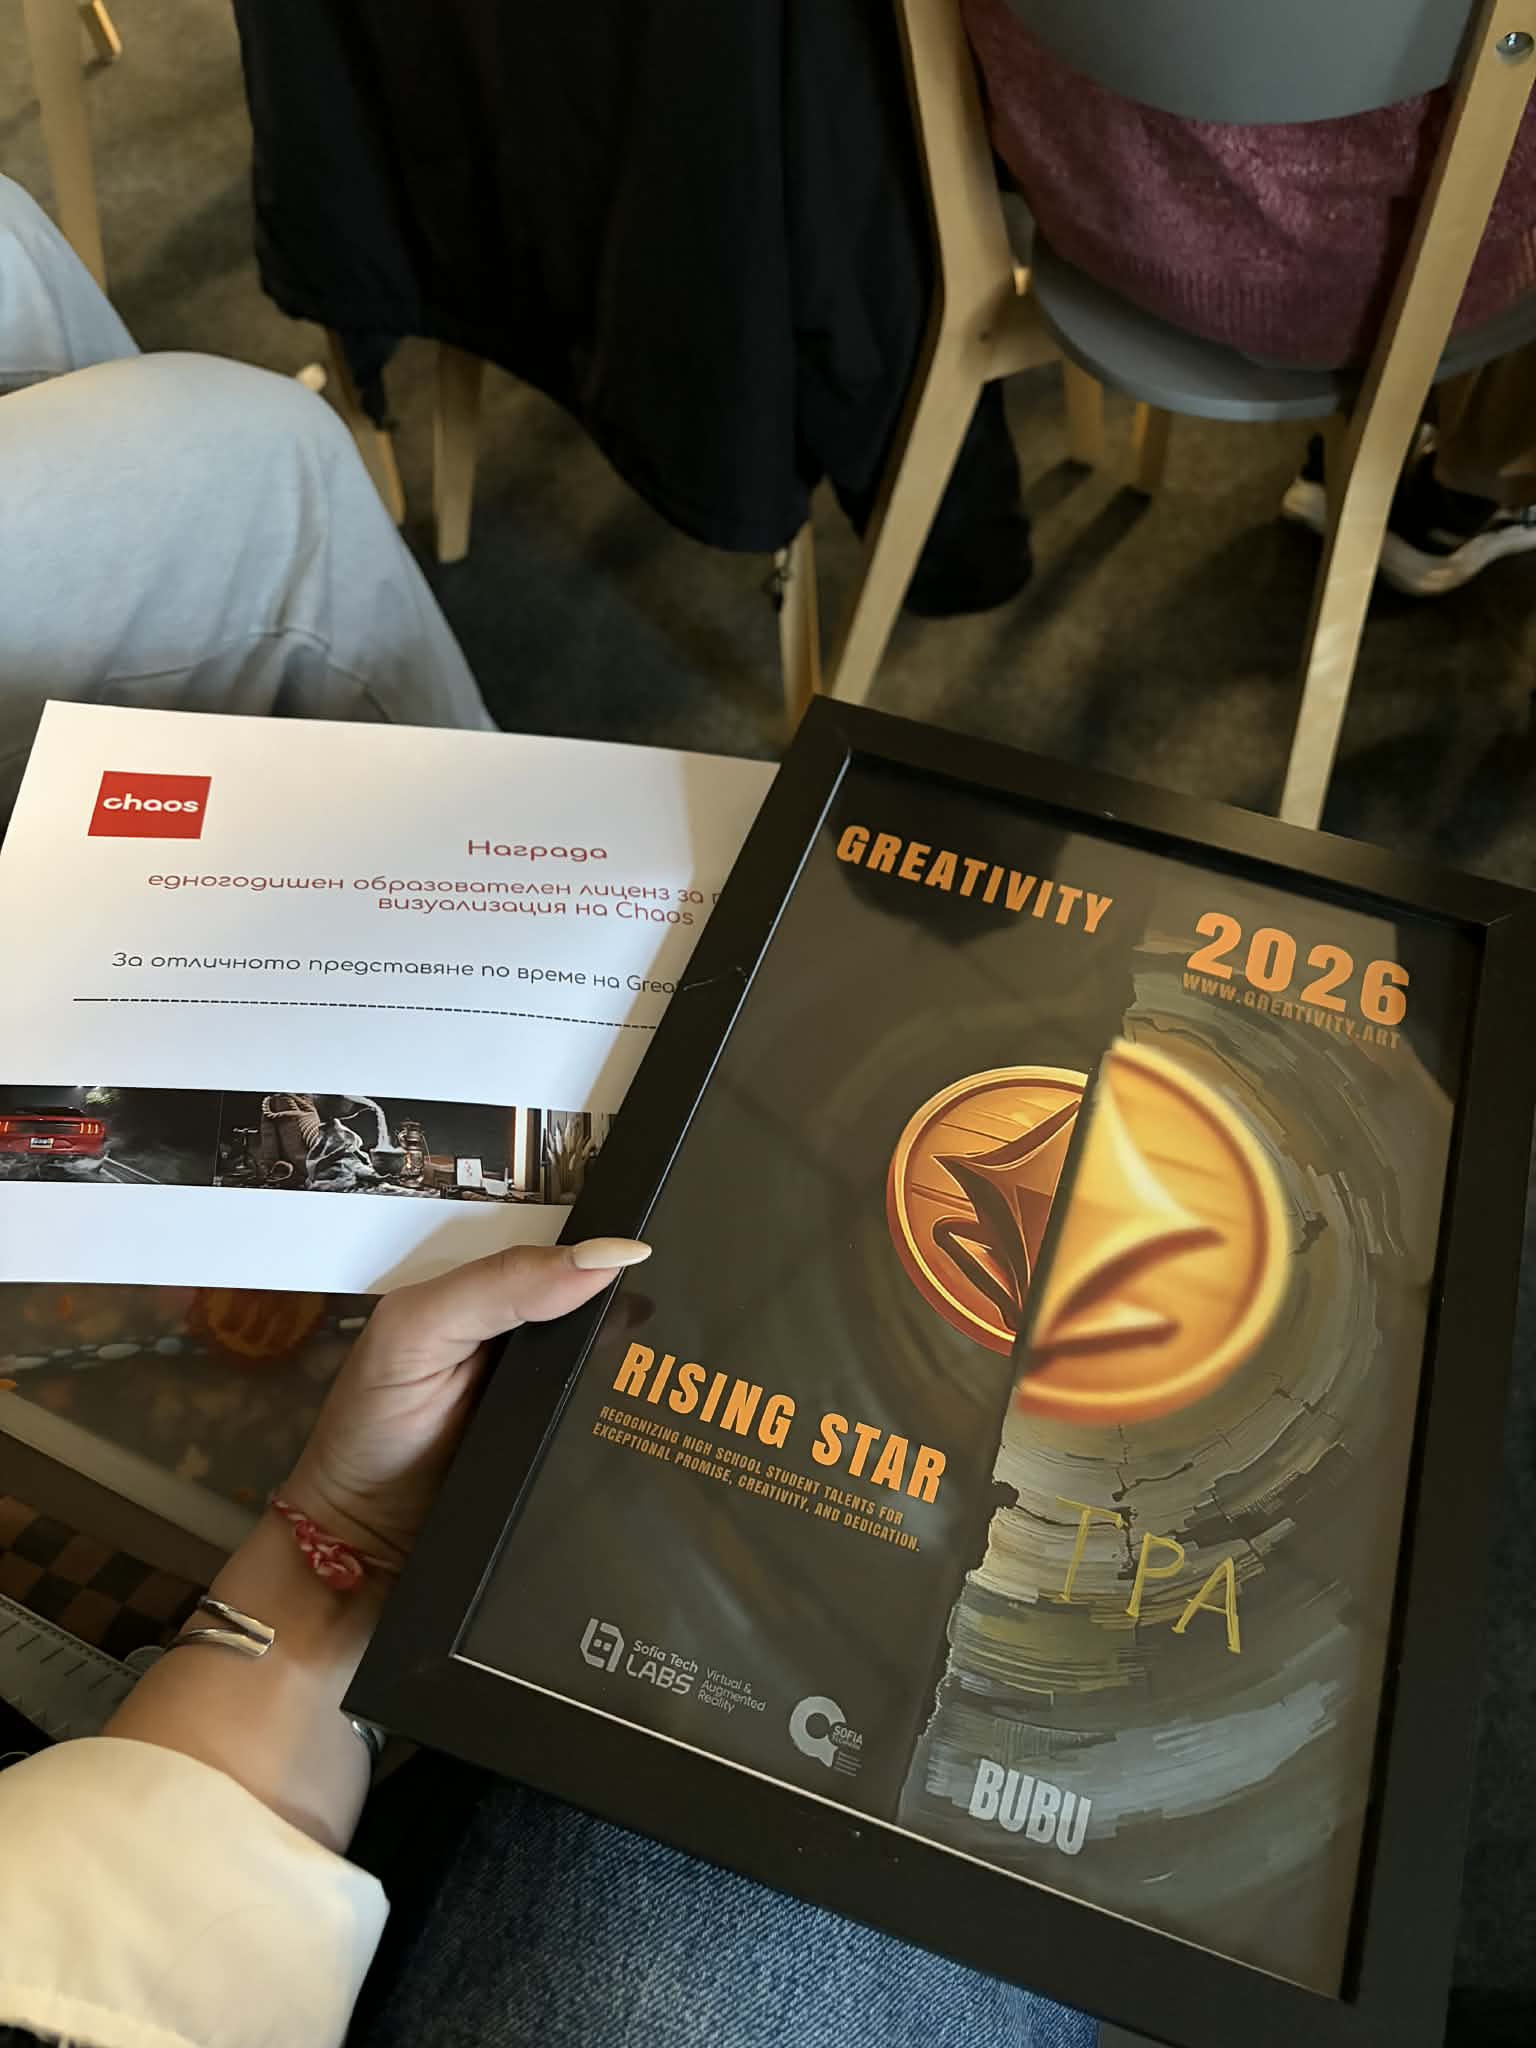 chaos
Награда
едногодишен образователен лиценз за
визуализация на Chaos
За отличното представяне по време на
GREATIVITY
2026
WWW.GREATIVITY.ART
RISING STAR
RECOGNIZING HIGH SCHOOL STUDENT TALENTS FOR
EXCEPTIONAL PROMISE, CREATIVITY, AND DEDICATION.
ГРА
Sofia Tech
LABS
Virtual &
Augmented
Reality
SOFIA
BUBU